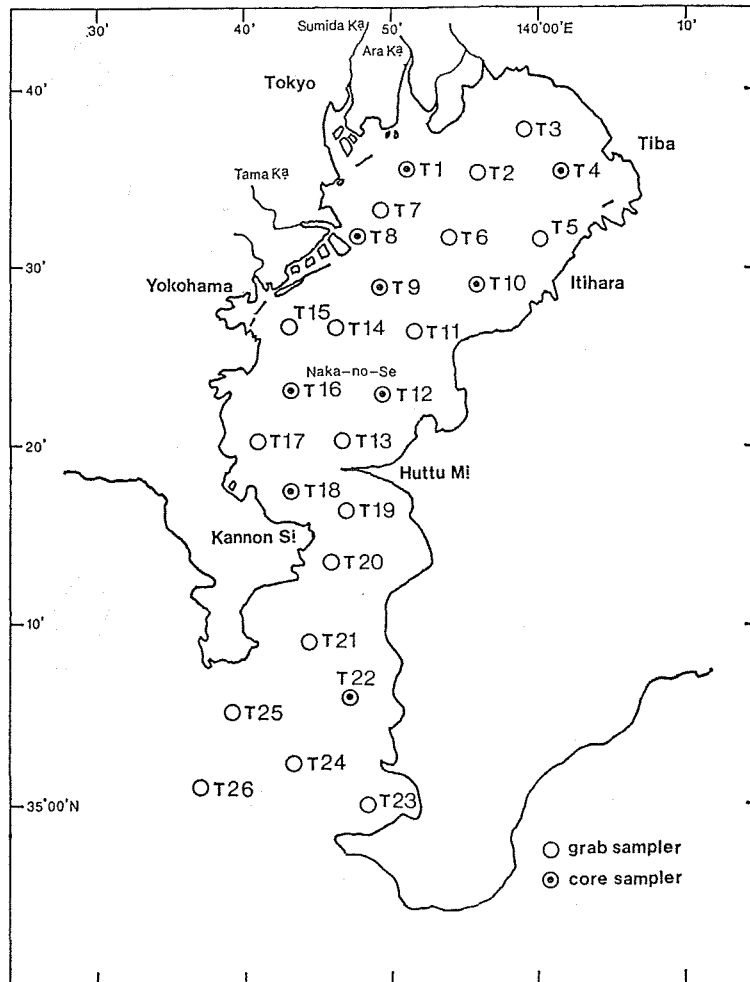 30'
40'
50'
140°00'E
10'
Sumida Ka
Ara Ka
40'
Tokyo
T3
Tiba
T1
T2
T4
Tama Ka
T7
T8
T6
T5
30'
Yokohama
T9
T10
Itihara
T15
T14
T11
Naka-no-Se
T16
T12
20'
T17
T13
Huttu Mi
T18
T19
Kannon Si
T20
10'
T21
T22
T25
T24
T26
T23
35°00'N
grab sampler
core sampler